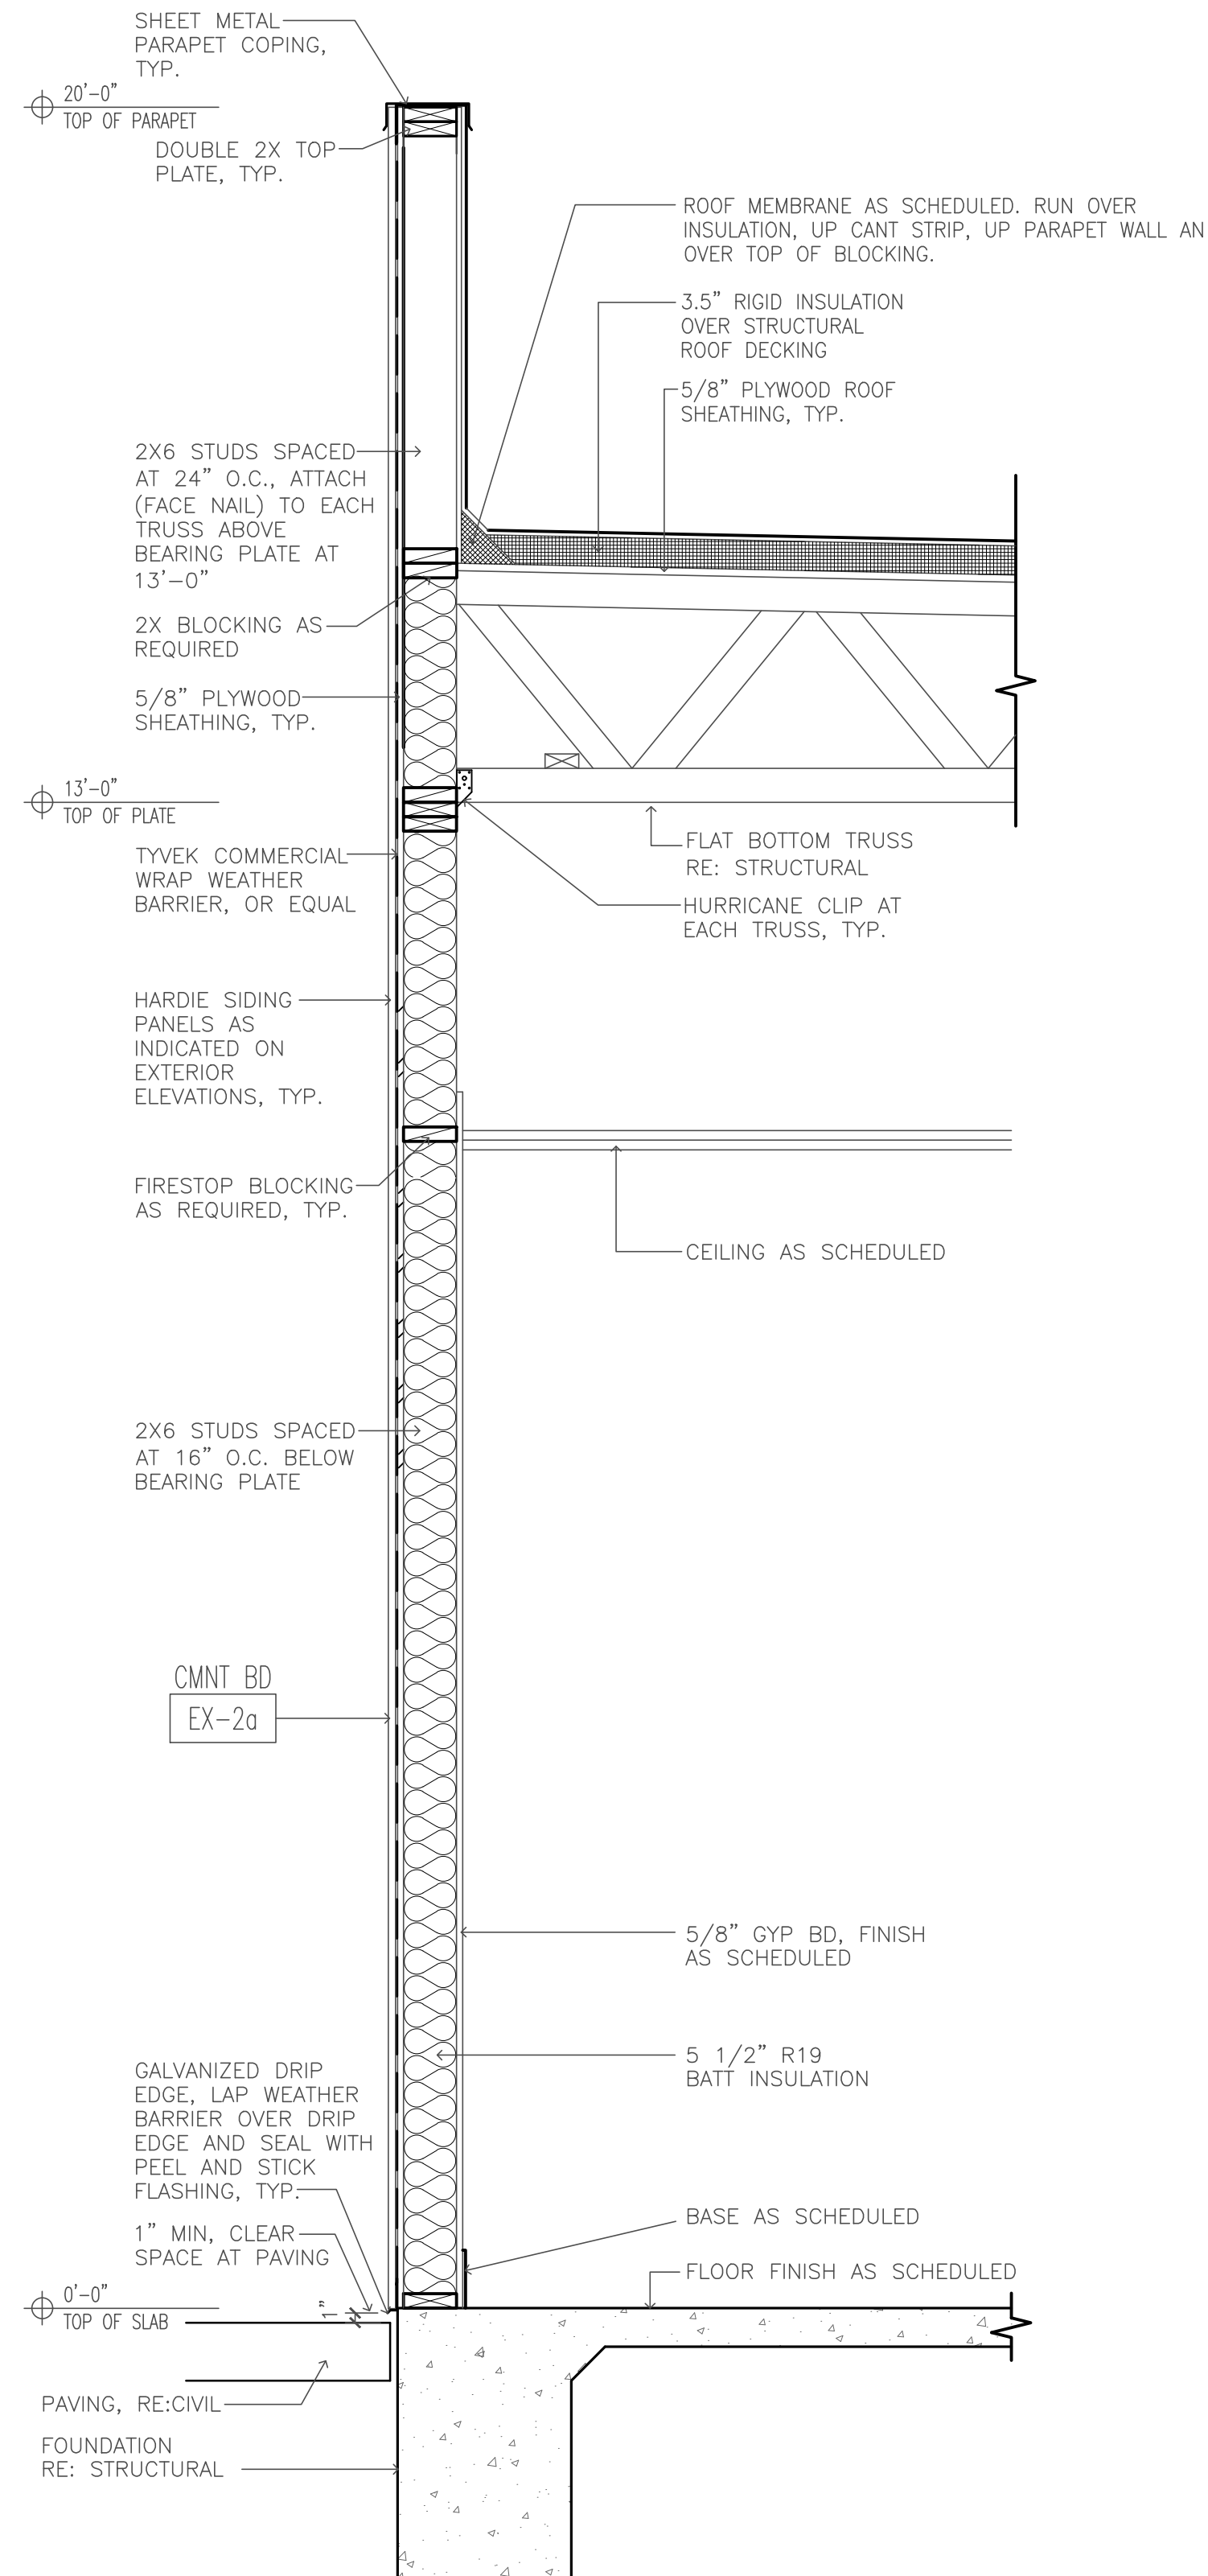 SHEET METAL
PARAPET COPING,
TYP.
20'-0"
TOP OF PARAPET
DOUBLE 2X TOP
PLATE, TYP.
ROOF MEMBRANE AS SCHEDULED. RUN OVER
INSULATION, UP CANT STRIP, UP PARAPET WALL AN
OVER TOP OF BLOCKING.
3.5" RIGID INSULATION
OVER STRUCTURAL
ROOF DECKING
5/8" PLYWOOD ROOF
SHEATHING, TYP.
2X6 STUDS SPACED
AT 24" O.C., ATTACH
(FACE NAIL) TO EACH
TRUSS ABOVE
BEARING PLATE AT
13'-0"
2X BLOCKING AS
REQUIRED
5/8" PLYWOOD
SHEATHING, TYP.
13'-0"
TOP OF PLATE
FLAT BOTTOM TRUSS
RE: STRUCTURAL
HURRICANE CLIP AT
EACH TRUSS, TYP.
TYVEK COMMERCIAL
WRAP WEATHER
BARRIER, OR EQUAL
HARDIE SIDING
PANELS AS
INDICATED ON
EXTERIOR
ELEVATIONS, TYP.
FIRESTOP BLOCKING
AS REQUIRED, TYP.
CEILING AS SCHEDULED
2X6 STUDS SPACED
AT 16" O.C. BELOW
BEARING PLATE
CMNT BD
EX-2a
5/8" GYP BD, FINISH
AS SCHEDULED
5 1/2" R19
BATT INSULATION
GALVANIZED DRIP
EDGE, LAP WEATHER
BARRIER OVER DRIP
EDGE AND SEAL WITH
PEEL AND STICK
FLASHING, TYP.
1" MIN, CLEAR
SPACE AT PAVING
BASE AS SCHEDULED
FLOOR FINISH AS SCHEDULED
0'-0"
TOP OF SLAB
1"
PAVING, RE:CIVIL
FOUNDATION
RE: STRUCTURAL